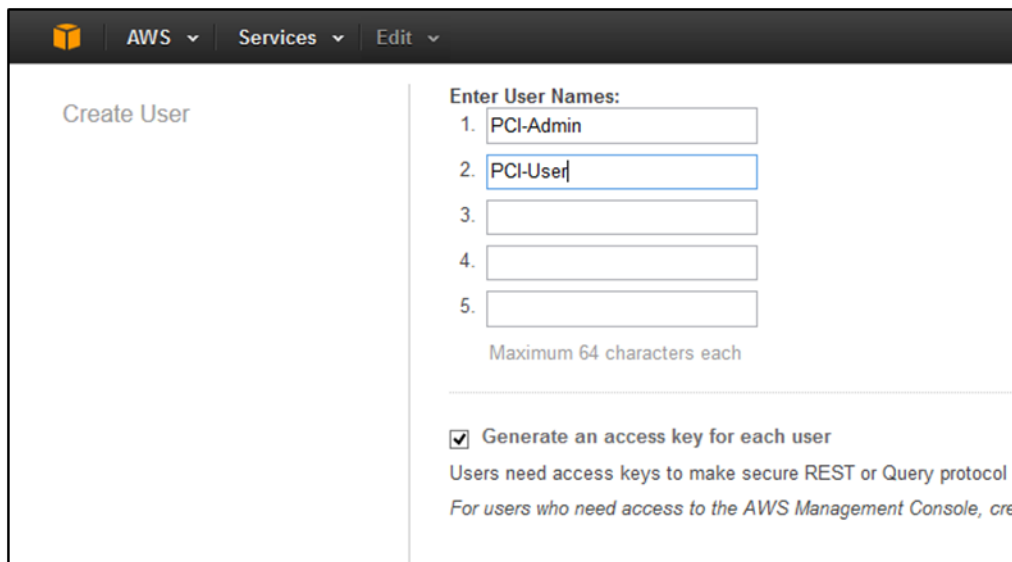 AWS Services Edit
Create User
Enter User Names:
1. PCI-Admin
2. PCI-User
3.
4.
5.
Maximum 64 characters each
Generate an access key for each user
Users need access keys to make secure REST or Query protocol
For users who need access to the AWS Management Console, cre